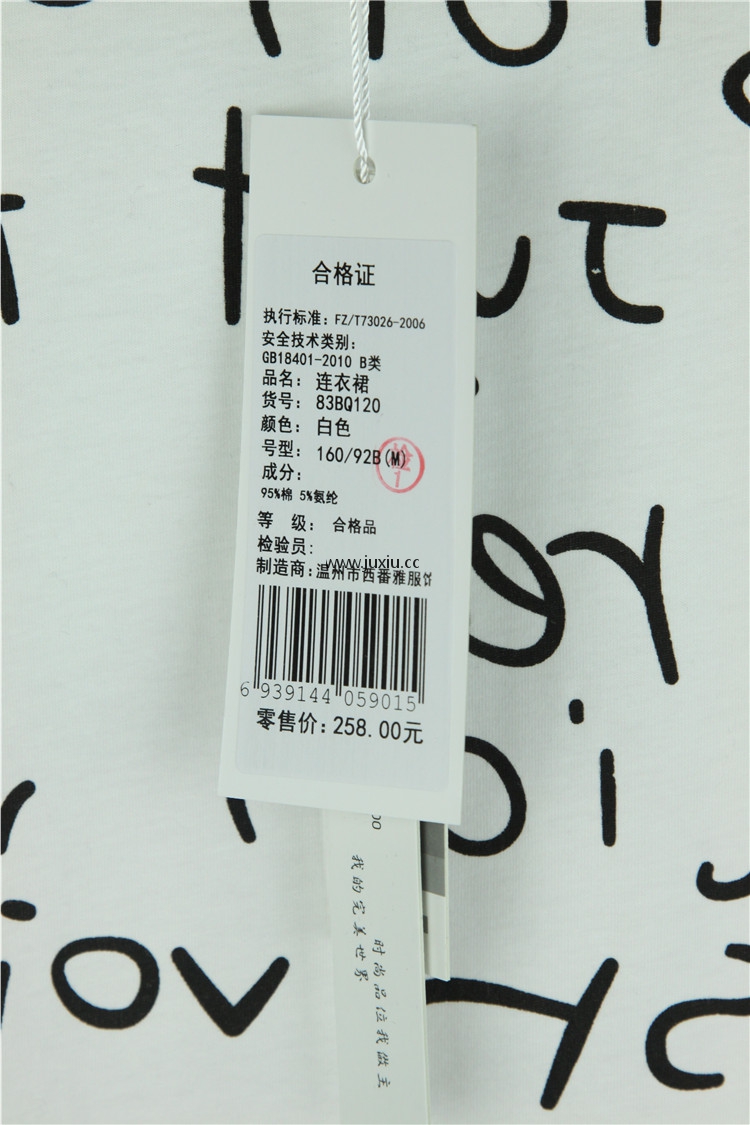 合格证
执行标准：FZ/T73026-2006
安全技术类别：
GB18401-2010 B类
品名：连衣裙
货号：83BQ120
颜色：白色
号型：160/92B(M)
检
1
成分：
95%棉 5%氨纶
等 级：合格品
检验员：
www.juxiu.cc
制造商：温州市西番雅服饰
6 939144 059015
零售价：258.00元
我的完美世界
时尚品位我做主